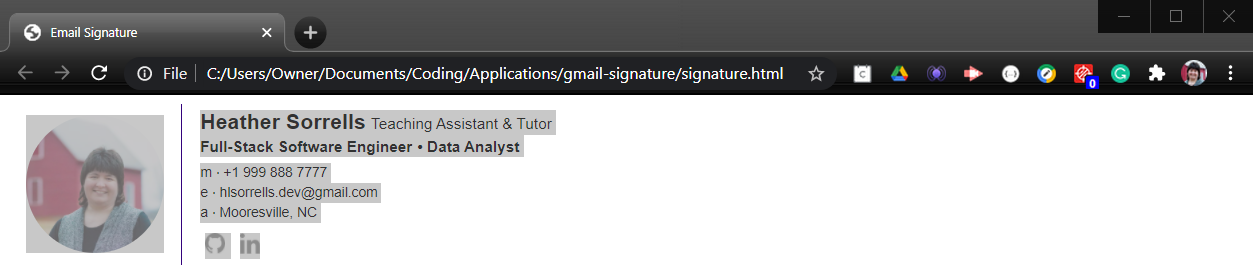 Email Signature
File
C:/Users/Owner/Documents/Coding/Applications/gmail-signature/signature.html
C
0
Heather Sorrells Teaching Assistant & Tutor
Full-Stack Software Engineer • Data Analyst
m · +1 999 888 7777
e · hlsorrells.dev@gmail.com
a · Mooresville, NC
in